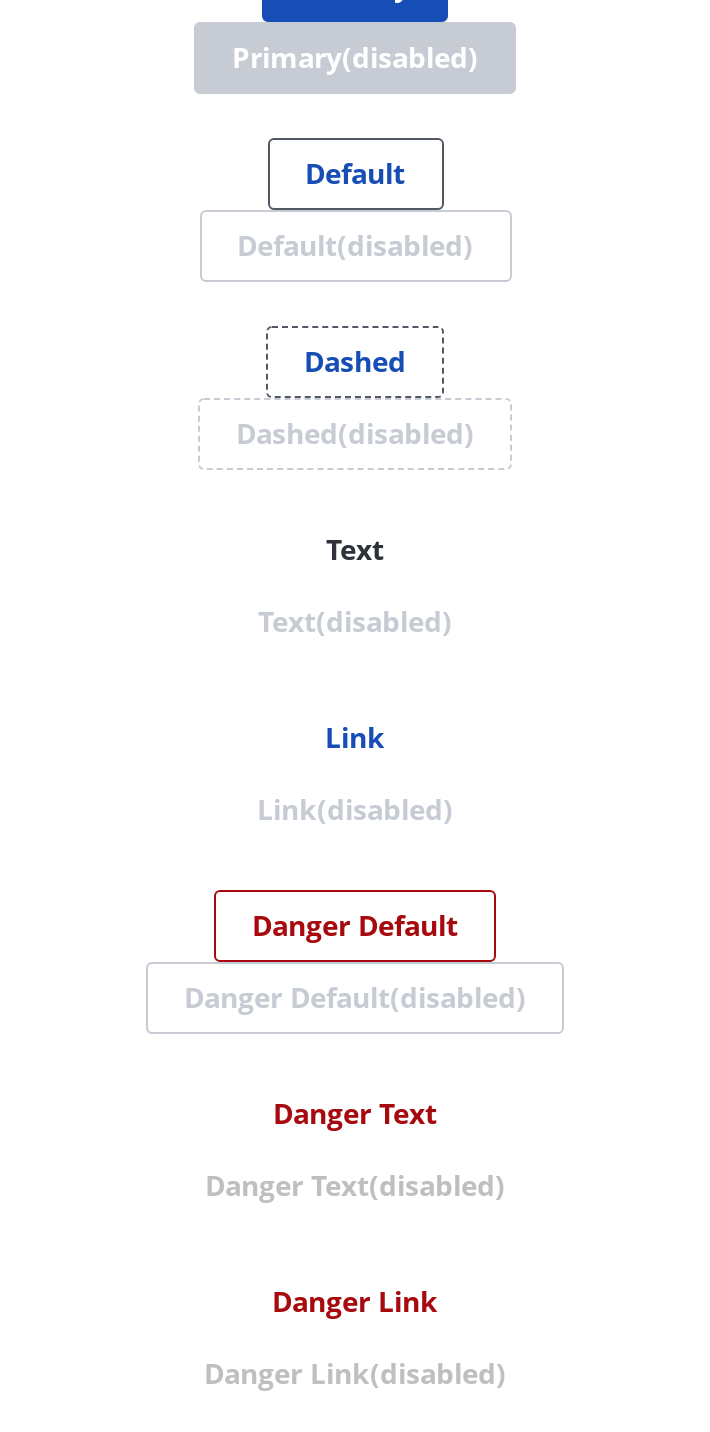 Primary(disabled)
Default
Default(disabled)
Dashed
Dashed(disabled)
Text
Text(disabled)
Link
Link(disabled)
Danger Default
Danger Default(disabled)
Danger Text
Danger Text(disabled)
Danger Link
Danger Link(disabled)